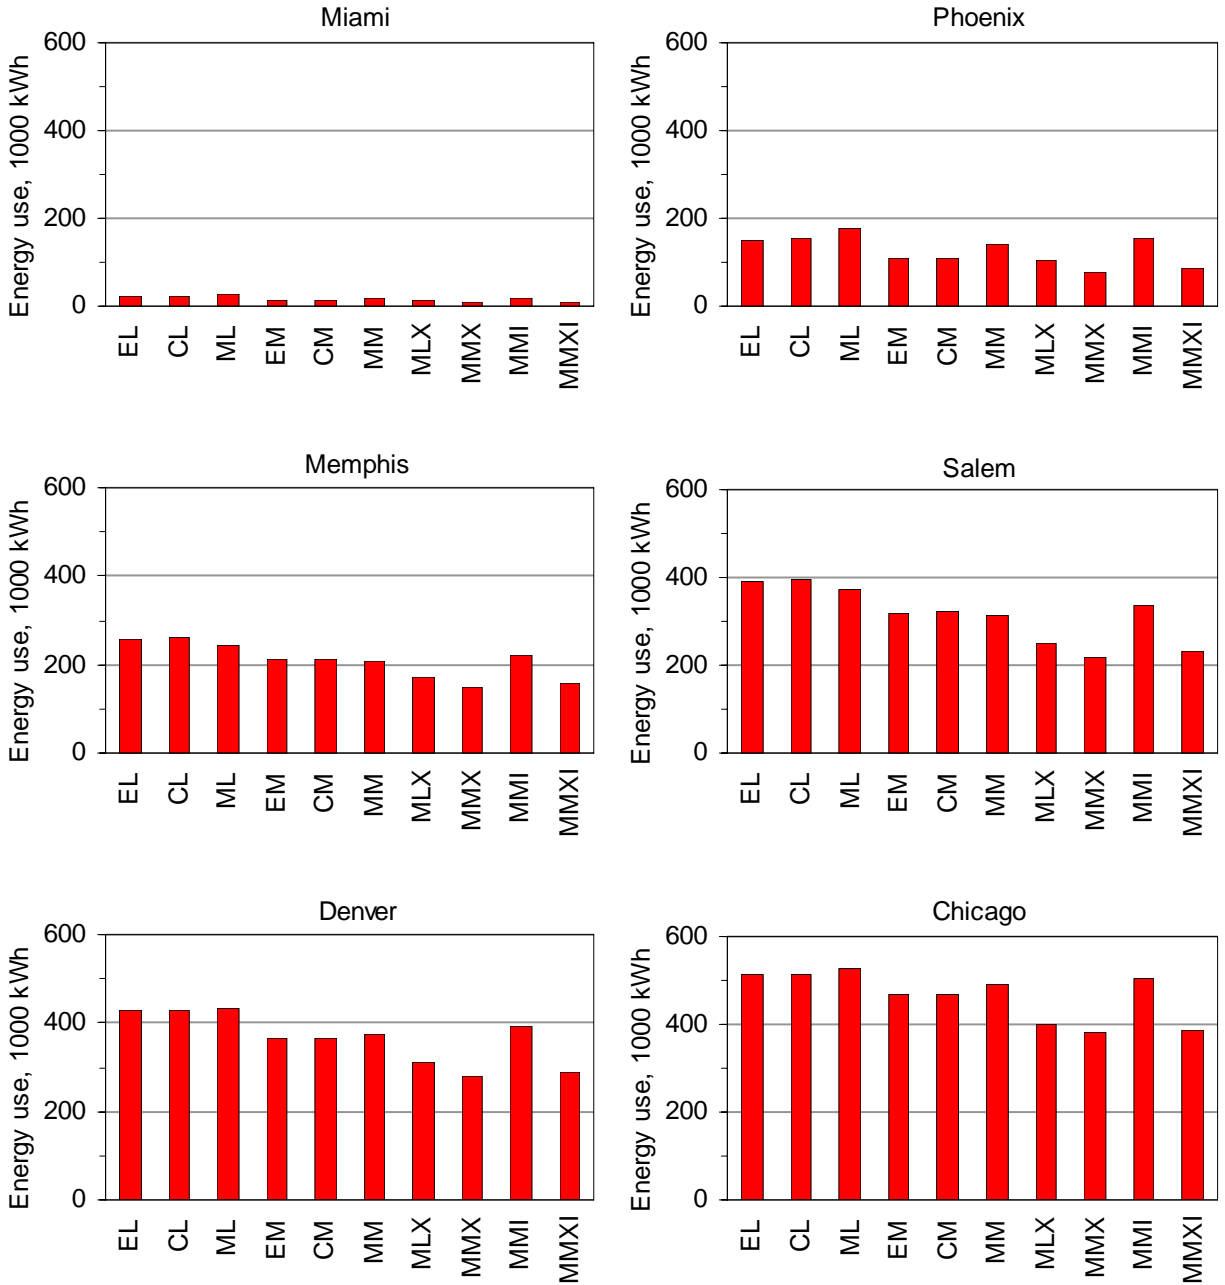 Miami
Energy use, 1000 kWh
600
400
200
0
EL CL ML EM CM MM MLX MMX MMI MMXI
Phoenix
Energy use, 1000 kWh
600
400
200
0
EL CL ML EM CM MM MLX MMX MMI MMXI
Memphis
Energy use, 1000 kWh
600
400
200
0
EL CL ML EM CM MM MLX MMX MMI MMXI
Salem
Energy use, 1000 kWh
600
400
200
0
EL CL ML EM CM MM MLX MMX MMI MMXI
Denver
Energy use, 1000 kWh
600
400
200
0
EL CL ML EM CM MM MLX MMX MMI MMXI
Chicago
Energy use, 1000 kWh
600
400
200
0
EL CL ML EM CM MM MLX MMX MMI MMXI